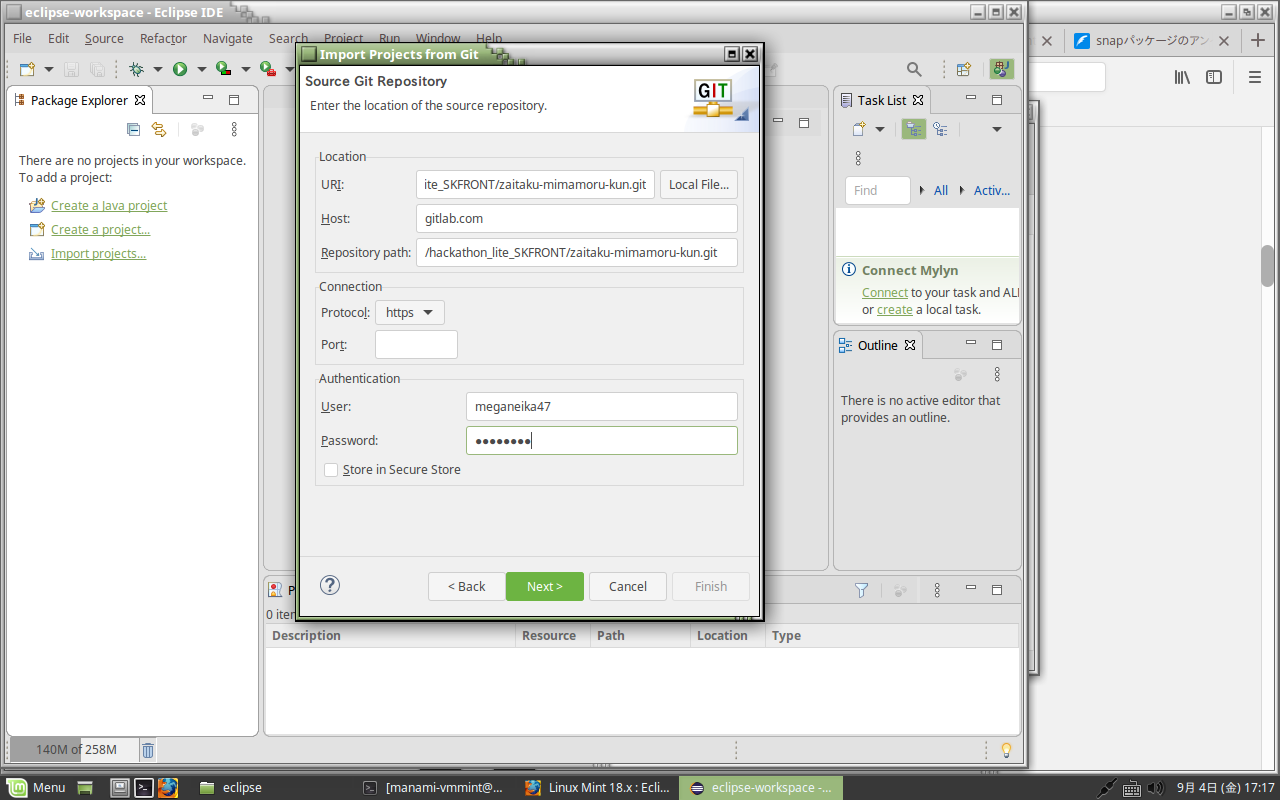 eclipse-workspace - Eclipse IDE
File Edit Source Refactor Navigate Search Project Run Window Help
snapパッケージのアン
Import Projects from Git
Source Git Repository
Enter the location of the source repository.
GIT
Location
URI: ite_SKFRONT/zaitaku-mimamoru-kun.git Local File...
Host: gitlab.com
Repository path: /hackathon_lite_SKFRONT/zaitaku-mimamoru-kun.git
Connection
Protocol: https
Port:
Authentication
User: meganeika47
Password: ●●●●●●●●
Store in Secure Store
< Back Next > Cancel Finish
Package Explorer
There are no projects in your workspace.
To add a project:
Create a Java project
Create a project...
Import projects...
Task List
Find All Activ...
Connect Mylyn
Connect to your task and AL
or create a local task.
Outline
There is no active editor that
provides an outline.
P
0 iten
Description Resource Path Location Type
140M of 258M
Menu eclipse [manami-vmmint@... Linux Mint 18.x : Ecli... eclipse-workspace -... 9月 4日 (金) 17:17